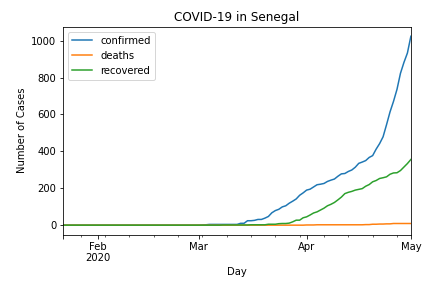 COVID-19 in Senegal
confirmed
deaths
recovered
Number of Cases
1000
800
600
400
200
0
Feb
2020
Mar
Apr
May
Day